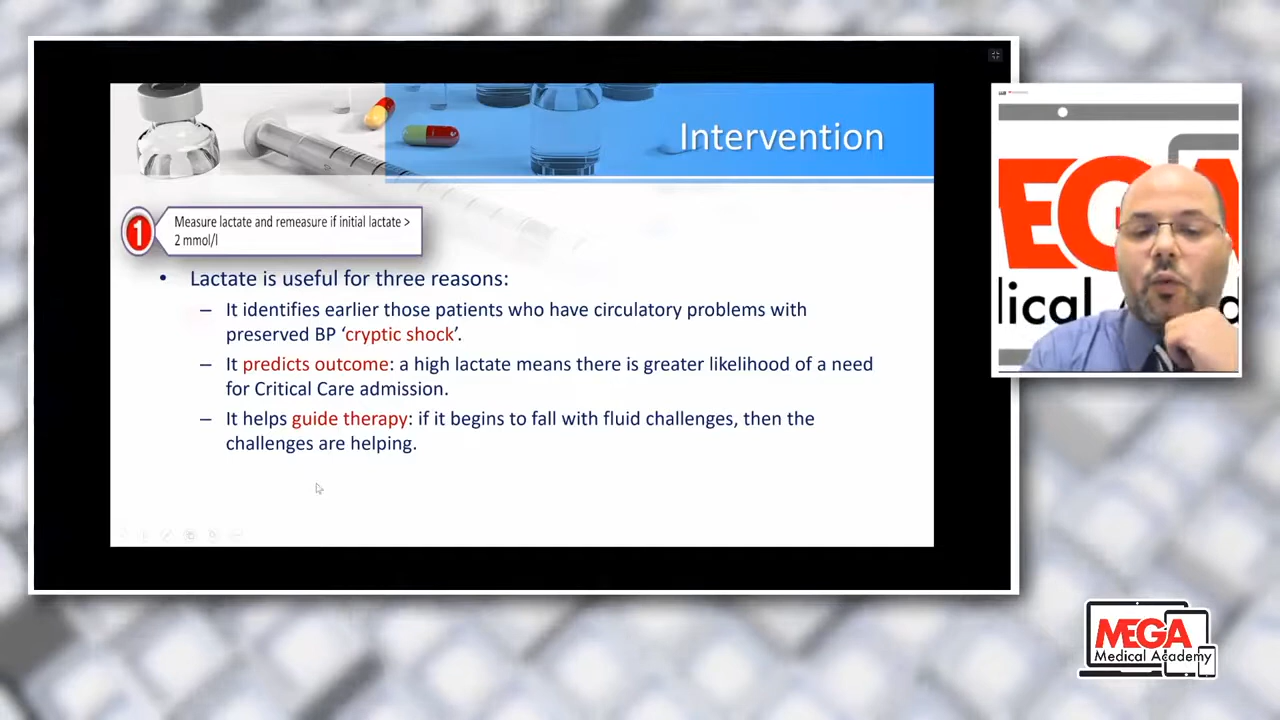 Intervention
1
Measure lactate and remeasure if initial lactate >
2 mmol/l
• Lactate is useful for three reasons:
– It identifies earlier those patients who have circulatory problems with
preserved BP ‘cryptic shock’.
– It predicts outcome: a high lactate means there is greater likelihood of a need
for Critical Care admission.
– It helps guide therapy: if it begins to fall with fluid challenges, then the
challenges are helping.
MEGA
Medical Academy